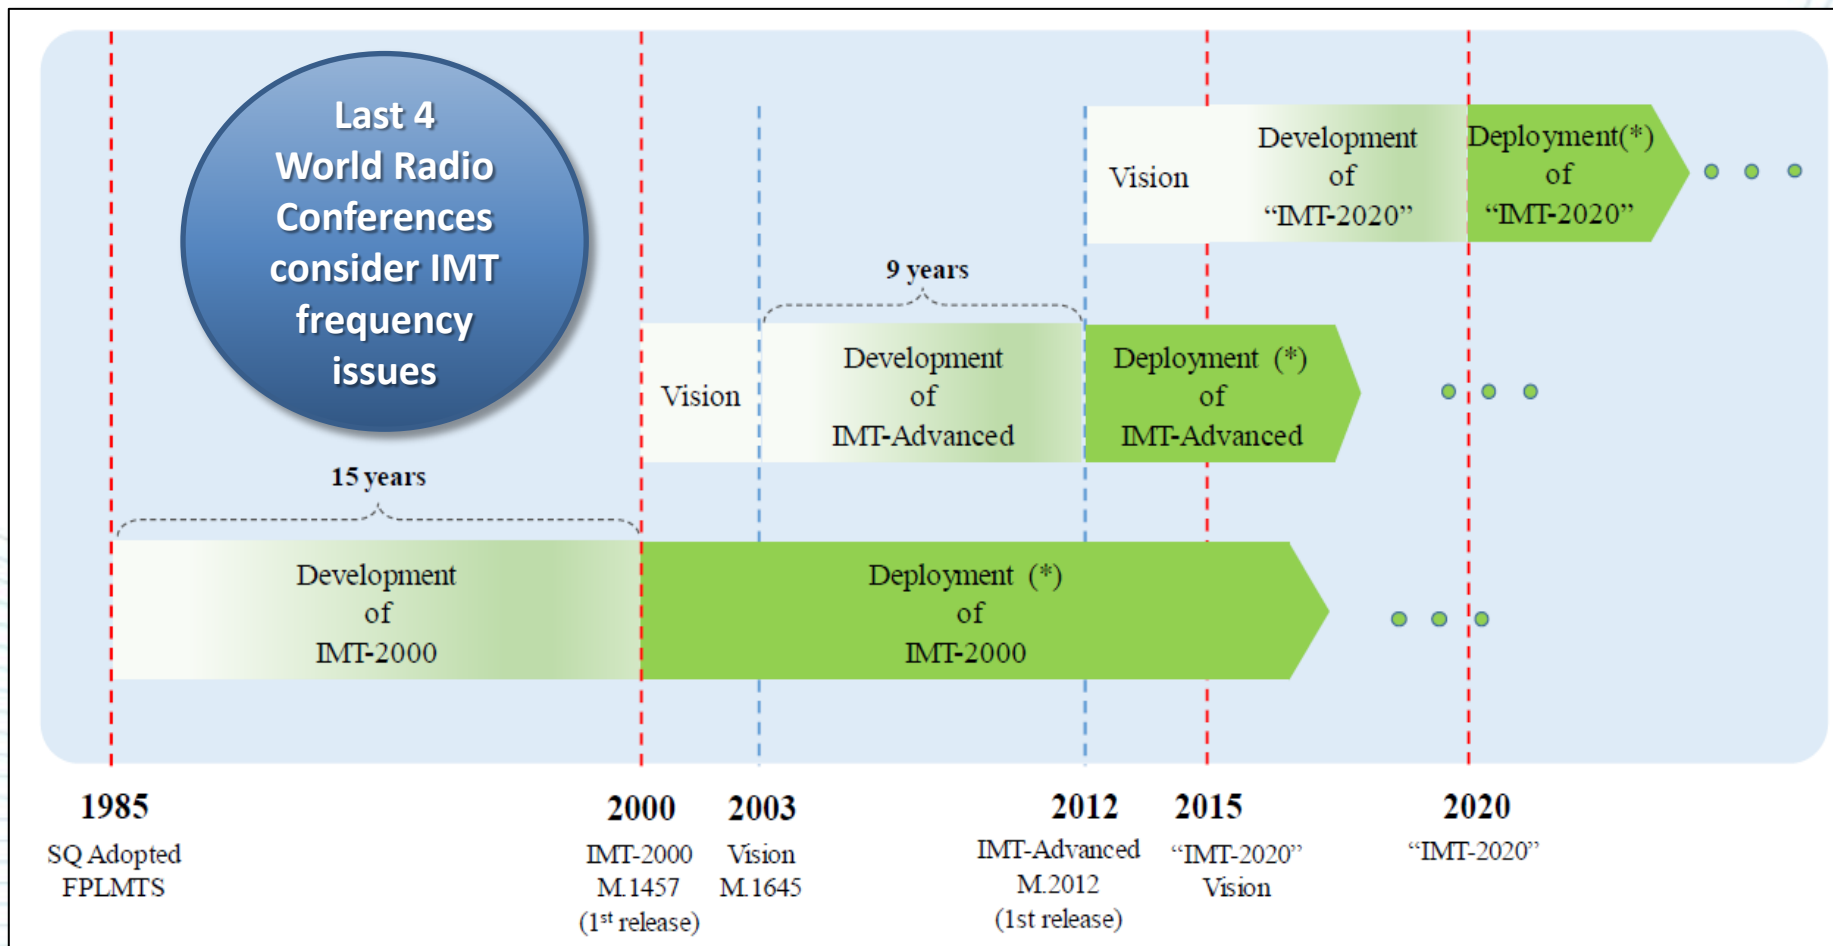 Last 4
World Radio
Conferences
consider IMT
frequency
issues
Vision
Development
of
“IMT-2020”
Deployment(*)
of
“IMT-2020”
9 years
Vision
Development
of
IMT-Advanced
Deployment (*)
of
IMT-Advanced
15 years
Development
of
IMT-2000
Deployment (*)
of
IMT-2000
1985
SQ Adopted
FPLMTS
2000
IMT-2000
M.1457
(1st release)
2003
Vision
M.1645
2012
IMT-Advanced
M.2012
(1st release)
2015
“IMT-2020”
Vision
2020
“IMT-2020”